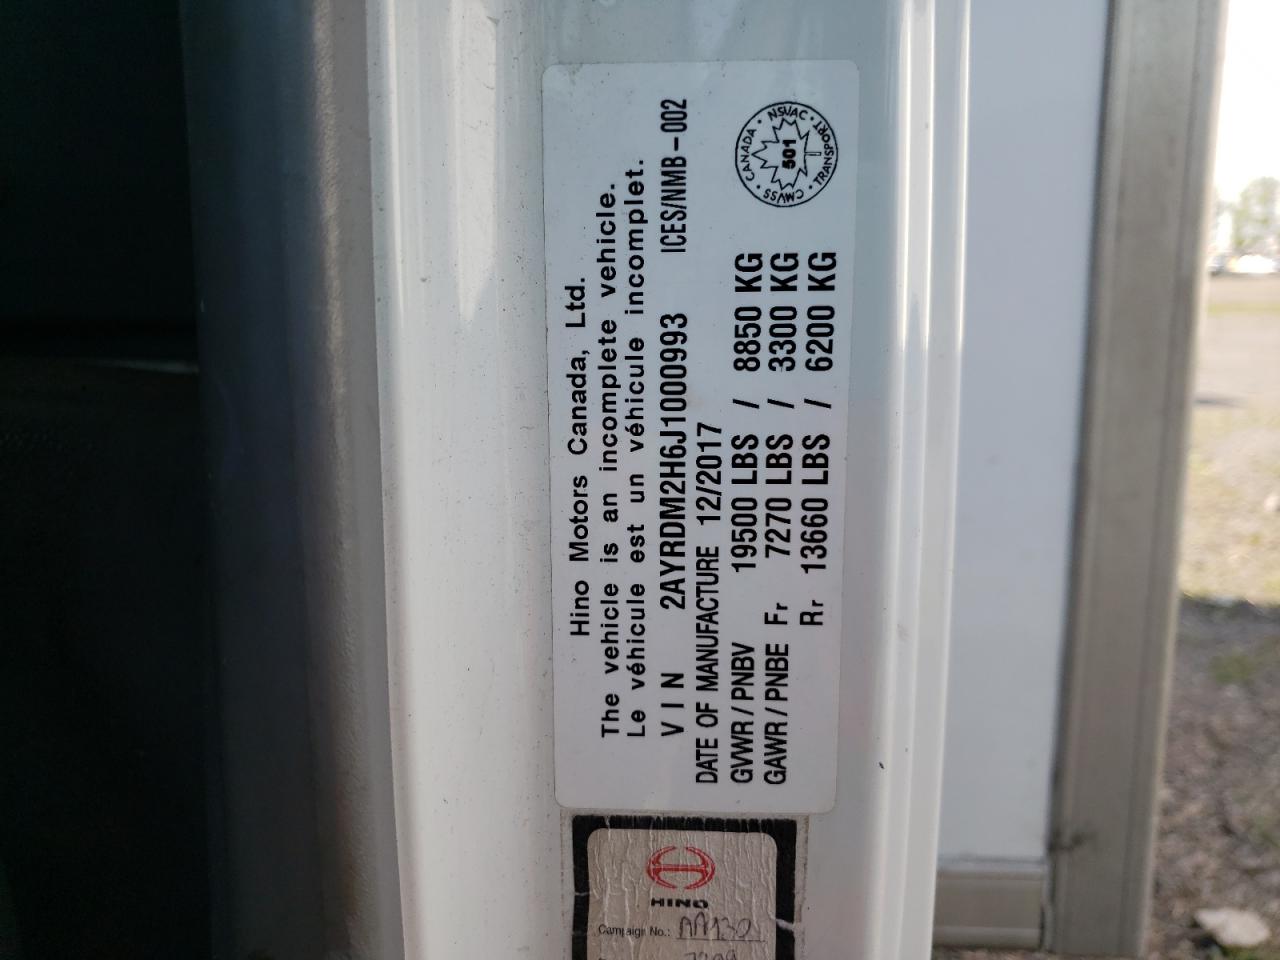 Hino Motors Canada, Ltd.
The vehicle is an incomplete vehicle.
Le véhicule est un véhicule incomplet.
VIN 2AYRDM2H6J1000993 ICES/NMB-002
DATE OF MANUFACTURE 12/2017
GVWR/PNBV 19500 LBS / 8850 KG
GAWR/PNBE Fr 7270 LBS / 3300 KG
Rr 13660 LBS / 6200 KG
CANADA · NSVAC · TRANSPORT · CMVSS ·
501
HINO
Campaign No.: AA130